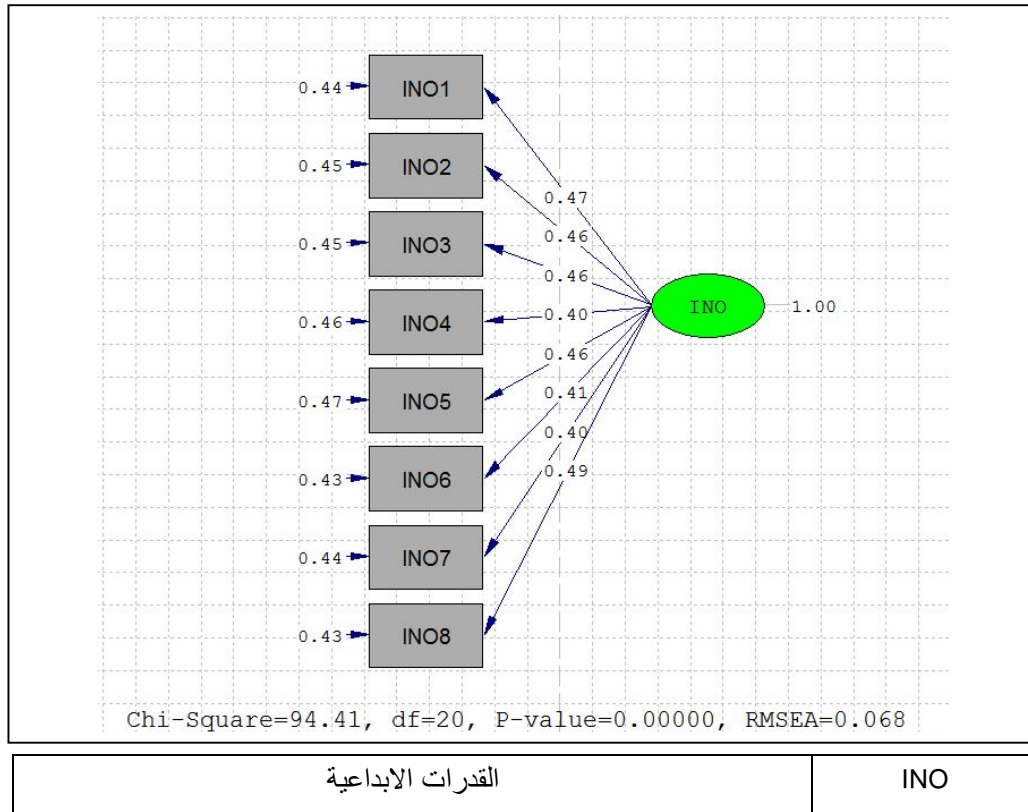 0.44 INO1
0.47
0.45 INO2
0.46
0.45 INO3
0.46
INO 1.00
0.46 INO4
0.40
0.46
0.47 INO5
0.41
0.40
0.43 INO6
0.49
0.44 INO7
0.43 INO8
Chi-Square=94.41, df=20, P-value=0.00000, RMSEA=0.068
القدرات الابداعية INO